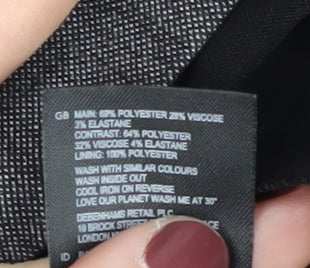 GB MAIN: 69% POLYESTER 28% VISCOSE
3% ELASTANE
CONTRAST: 64% POLYESTER
32% VISCOSE 4% ELASTANE
LINING: 100% POLYESTER
WASH WITH SIMILAR COLOURS
WASH INSIDE OUT
COOL IRON ON REVERSE
LOVE OUR PLANET WASH ME AT 30°
DEBENHAMS RETAIL PLC
10 BROCK STREET
LONDON
ID